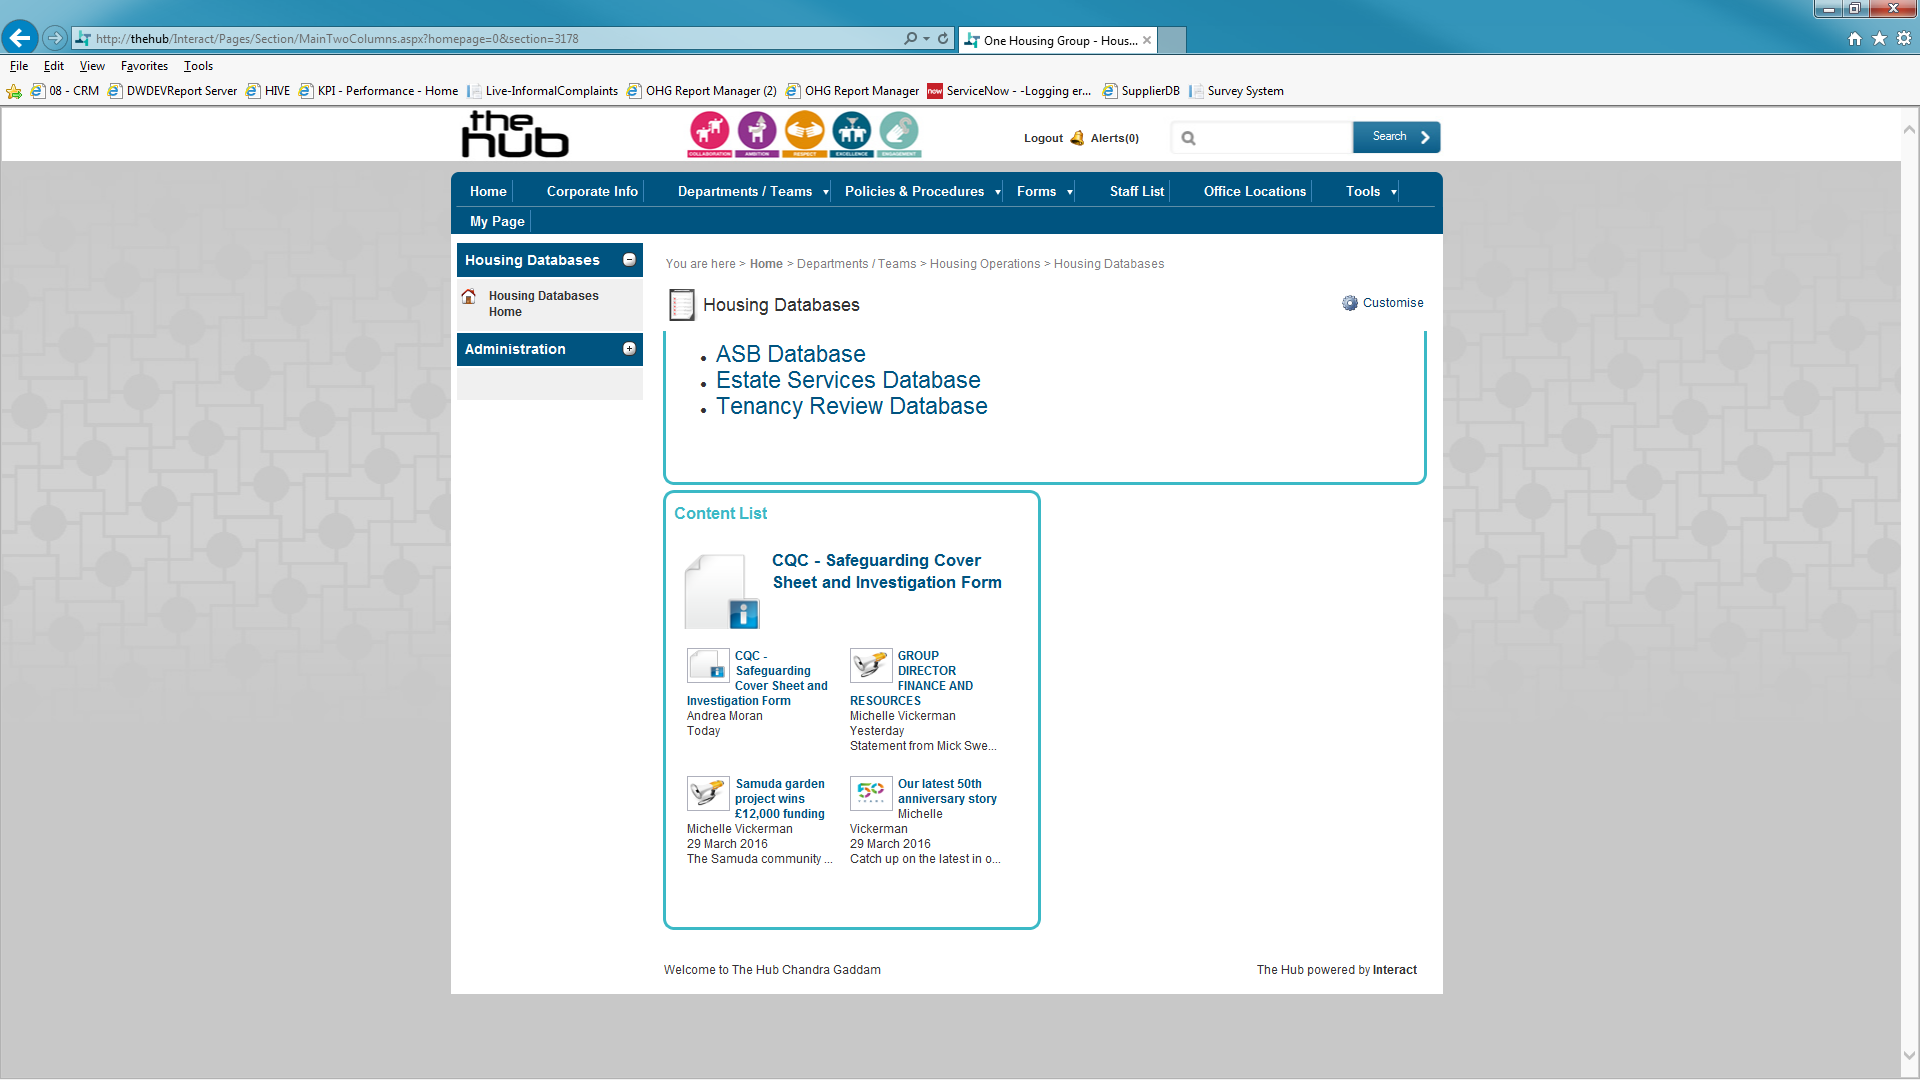 http://thehub/Interact/Pages/Section/MainTwoColumns.aspx?homepage=0&section=3178
One Housing Group - Hous...
File Edit View Favorites Tools
08 - CRM DWDEVReport Server HIVE KPI - Performance - Home Live-InformalComplaints OHG Report Manager (2) OHG Report Manager now ServiceNow - -Logging er... SupplierDB Survey System
the hub
COLLABORATION AMBITION RESPECT EXCELLENCE ENGAGEMENT
Logout Alerts(0)
Search
Home Corporate Info Departments / Teams Policies & Procedures Forms Staff List Office Locations Tools
My Page
Housing Databases
Housing Databases
Home
Administration
You are here > Home > Departments / Teams > Housing Operations > Housing Databases
Housing Databases
Customise
• ASB Database
• Estate Services Database
• Tenancy Review Database
Content List
CQC - Safeguarding Cover
Sheet and Investigation Form
CQC -
Safeguarding
Cover Sheet and
Investigation Form
Andrea Moran
Today
GROUP
DIRECTOR
FINANCE AND
RESOURCES
Michelle Vickerman
Yesterday
Statement from Mick Swe...
Samuda garden
project wins
£12,000 funding
Michelle Vickerman
29 March 2016
The Samuda community ...
50
YEARS
Our latest 50th
anniversary story
Michelle
Vickerman
29 March 2016
Catch up on the latest in o...
Welcome to The Hub Chandra Gaddam
The Hub powered by Interact